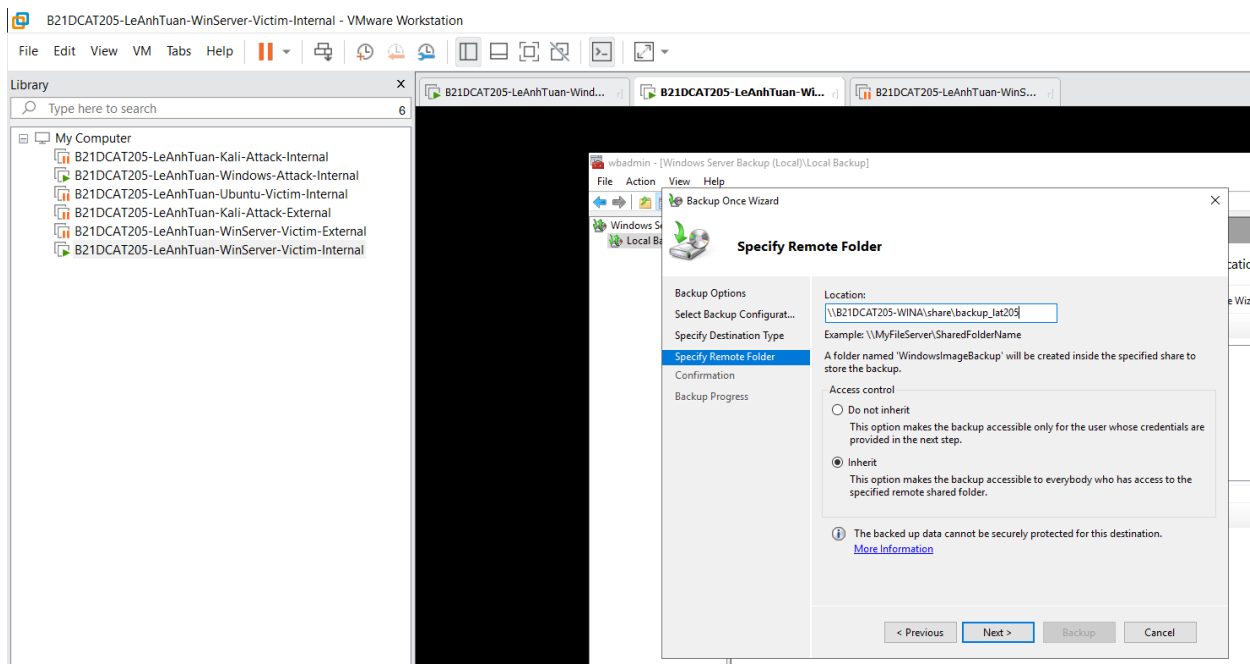 B21DCAT205-LeAnhTuan-WinServer-Victim-Internal - VMware Workstation
File Edit View VM Tabs Help
Library X
Type here to search 6
My Computer
B21DCAT205-LeAnhTuan-Kali-Attack-Internal
B21DCAT205-LeAnhTuan-Windows-Attack-Internal
B21DCAT205-LeAnhTuan-Ubuntu-Victim-Internal
B21DCAT205-LeAnhTuan-Kali-Attack-External
B21DCAT205-LeAnhTuan-WinServer-Victim-External
B21DCAT205-LeAnhTuan-WinServer-Victim-Internal
B21DCAT205-LeAnhTuan-Wind... B21DCAT205-LeAnhTuan-Wi... B21DCAT205-LeAnhTuan-WinS...
wbadmin - [Windows Server Backup (Local)\Local Backup]
File Action View Help
Windows Se
Local Ba
Backup Once Wizard
Specify Remote Folder
Backup Options
Select Backup Configurat...
Specify Destination Type
Specify Remote Folder
Confirmation
Backup Progress
Location:
\\B21DCAT205-WINA\share\backup_lat205
Example: \\MyFileServer\SharedFolderName
A folder named 'WindowsImageBackup' will be created inside the specified share to
store the backup.
Access control
Do not inherit
This option makes the backup accessible only for the user whose credentials are
provided in the next step.
Inherit
This option makes the backup accessible to everybody who has access to the
specified remote shared folder.
The backed up data cannot be securely protected for this destination.
More Information
< Previous Next > Backup Cancel
catio
e Wiz